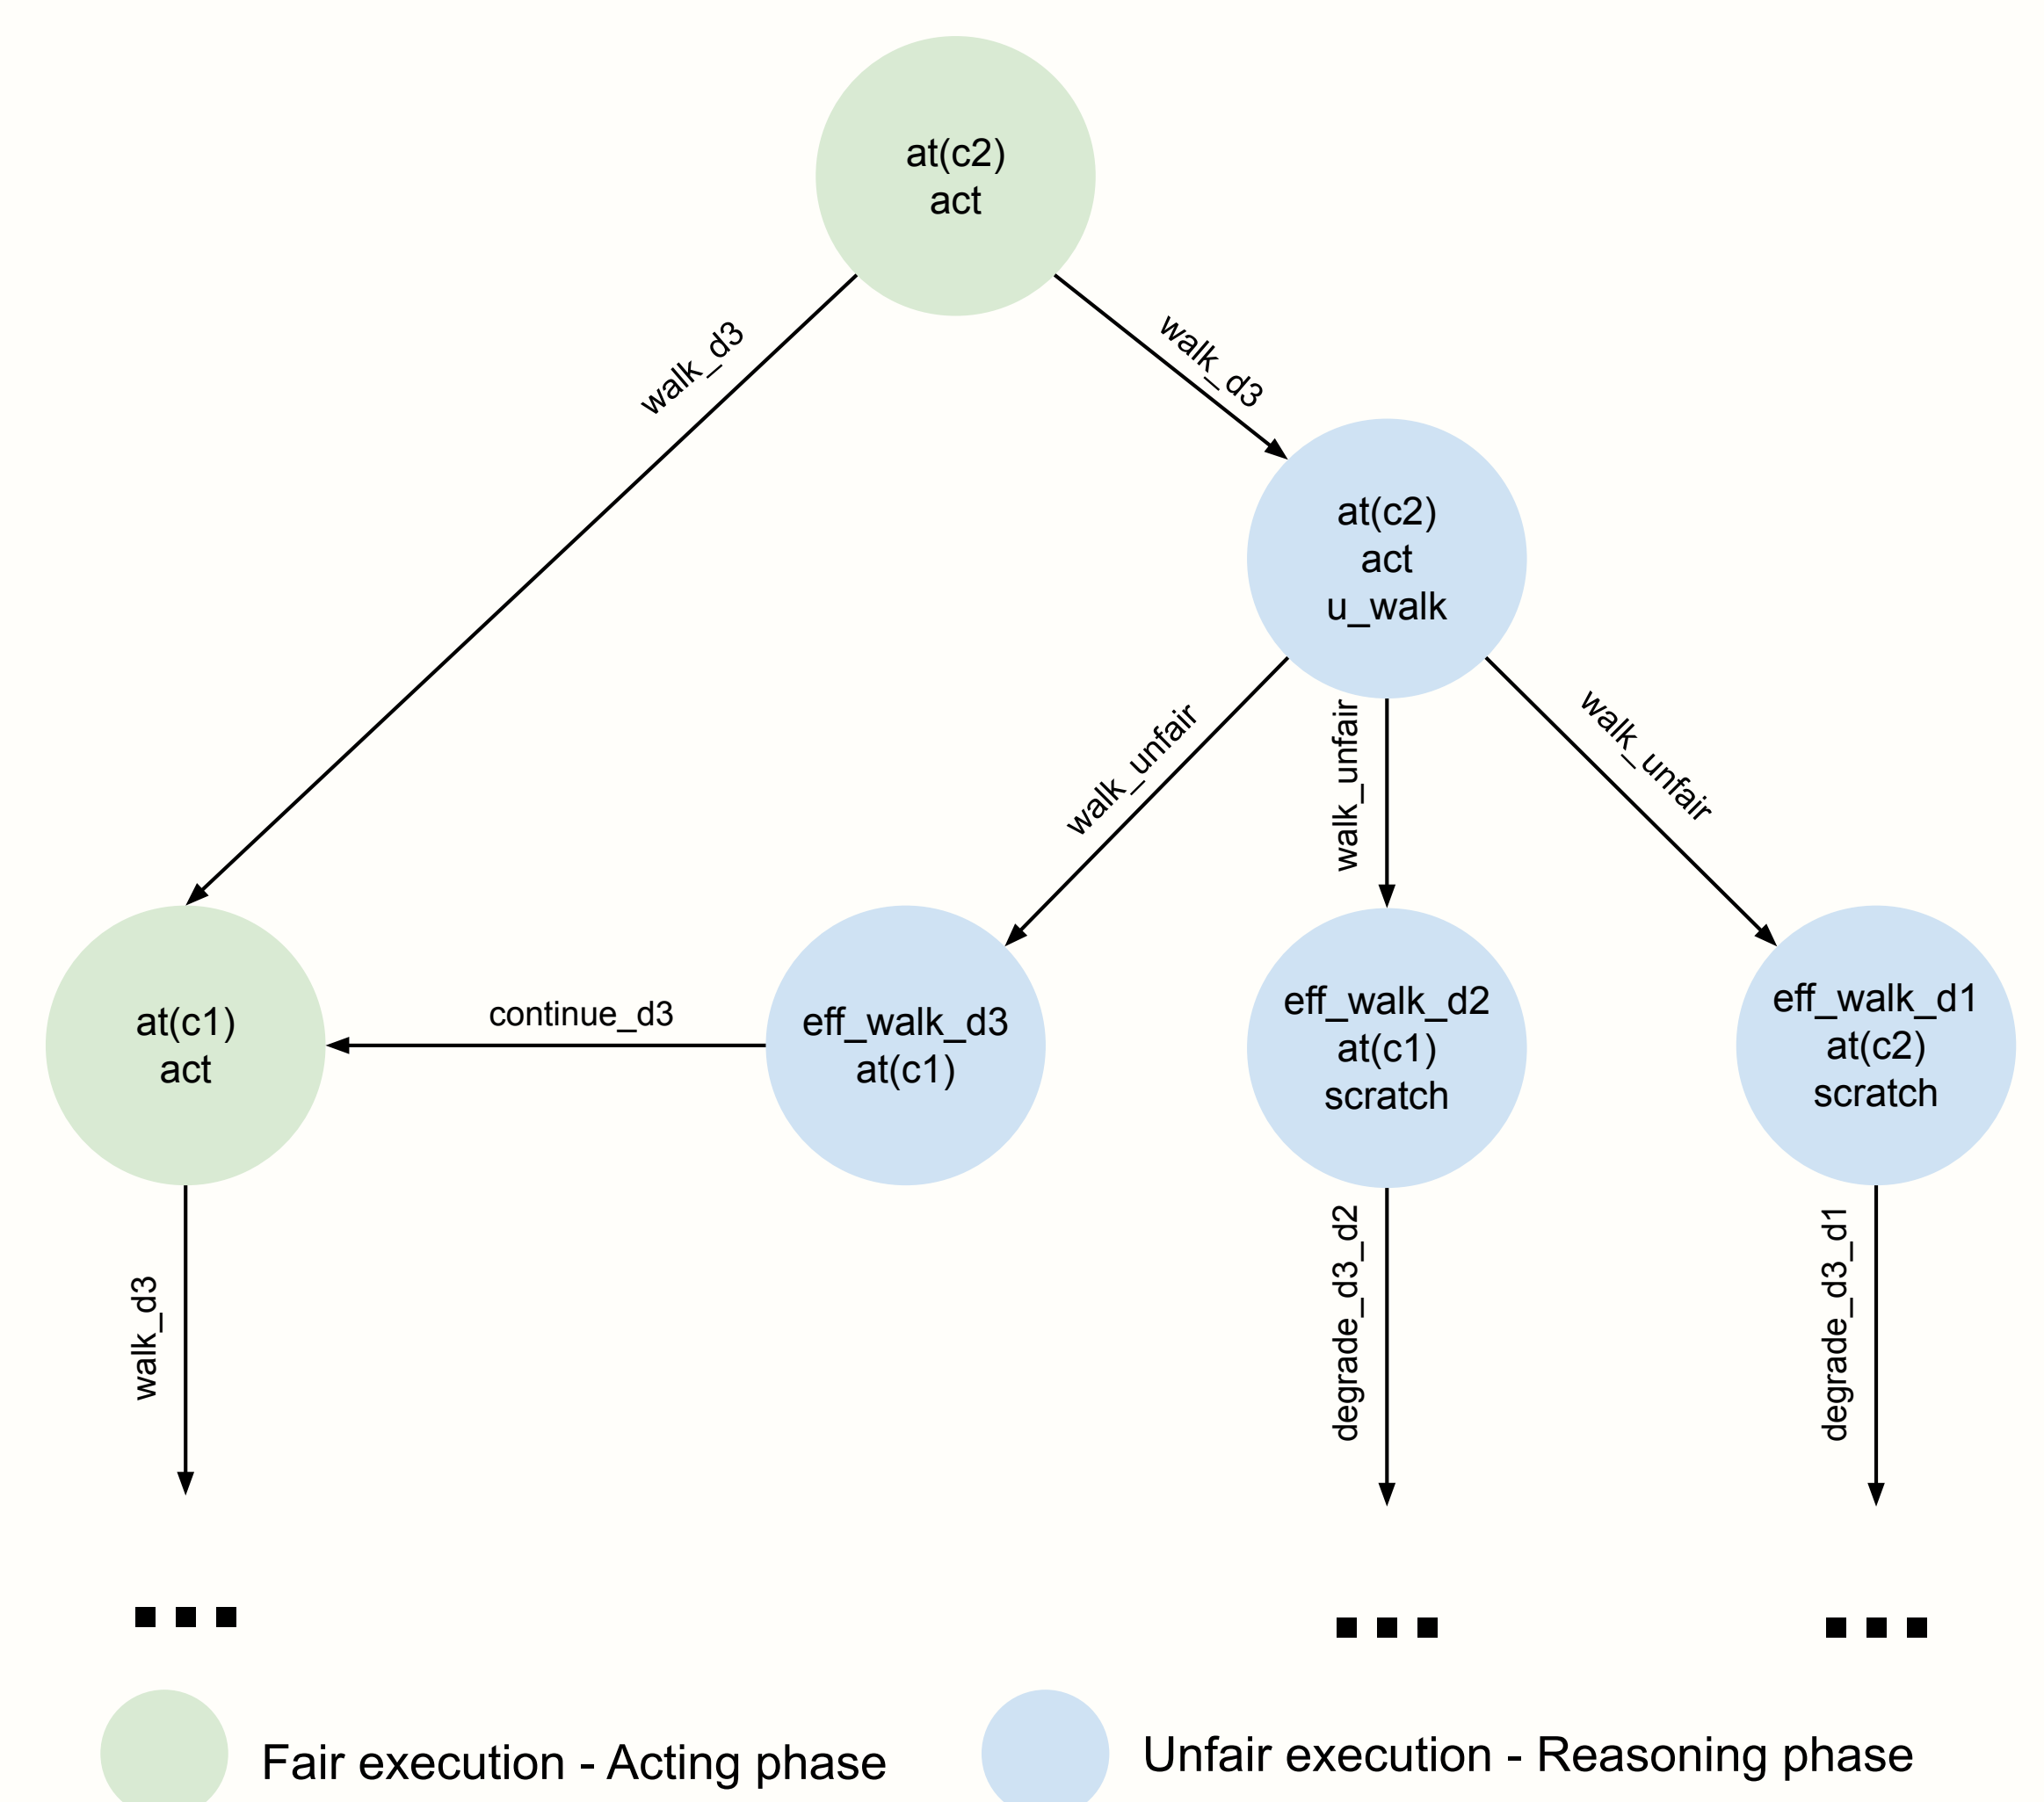 at(c2)
act
walk_d3
walk_d3
at(c2)
act
u_walk
walk_unfair
walk_unfair
walk_unfair
at(c1)
act
continue_d3
eff_walk_d3
at(c1)
eff_walk_d2
at(c1)
scratch
eff_walk_d1
at(c2)
scratch
walk_d3
degrade_d3_d2
degrade_d3_d1
Fair execution - Acting phase
Unfair execution - Reasoning phase